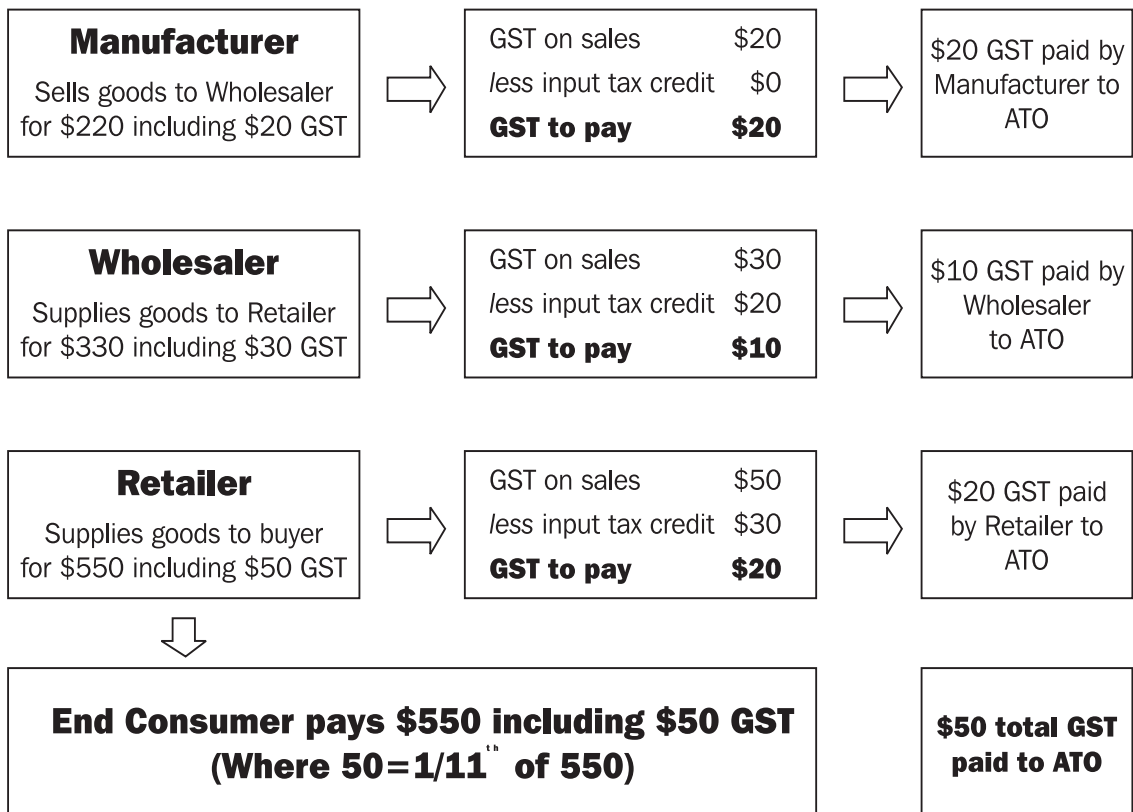 Manufacturer
Sells goods to Wholesaler
for $220 including $20 GST
GST on sales $20
less input tax credit $0
GST to pay $20
$20 GST paid by
Manufacturer to
ATO
Wholesaler
Supplies goods to Retailer
for $330 including $30 GST
GST on sales $30
less input tax credit $20
GST to pay $10
$10 GST paid by
Wholesaler
to ATO
Retailer
Supplies goods to buyer
for $550 including $50 GST
GST on sales $50
less input tax credit $30
GST to pay $20
$20 GST paid
by Retailer to
ATO
End Consumer pays $550 including $50 GST
(Where 50=1/11th of 550)
$50 total GST
paid to ATO